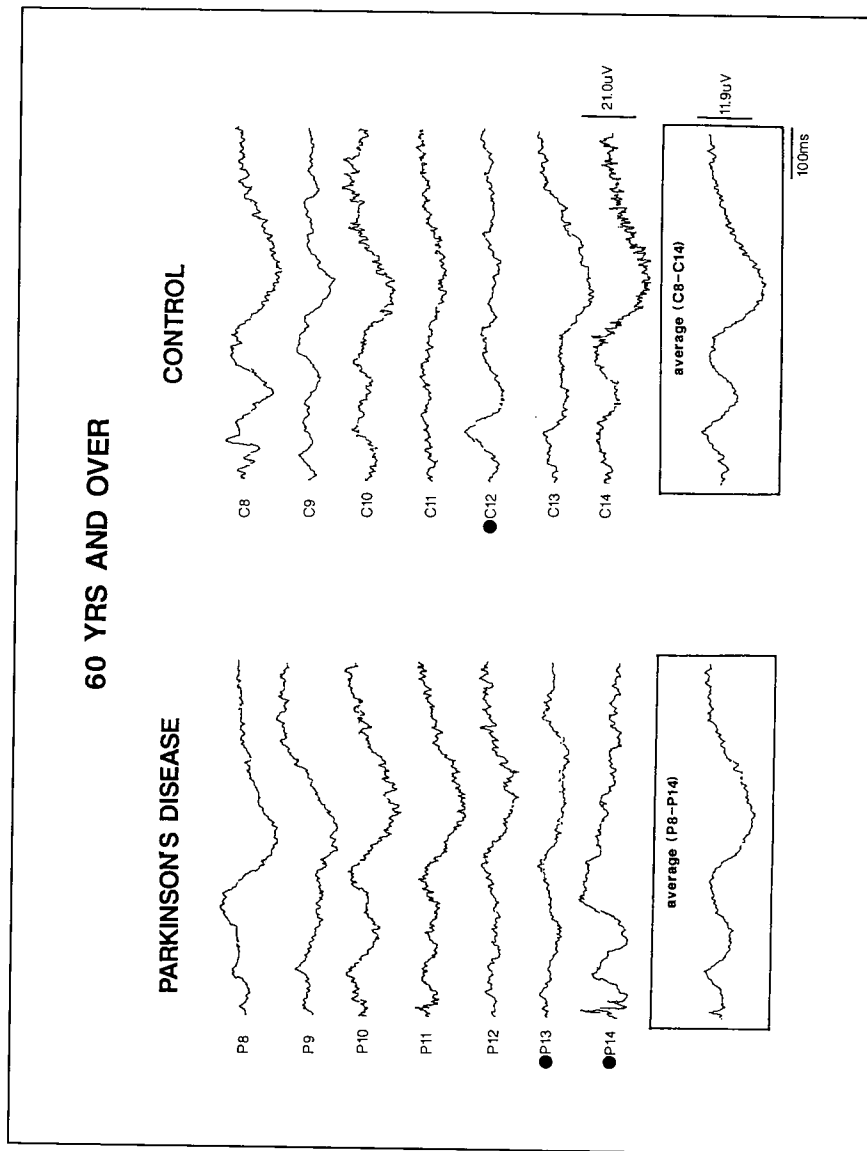 60 YRS AND OVER
PARKINSON'S DISEASE
CONTROL
P8
P9
P10
P11
P12
●P13
●P14
average (P8-P14)
C8
C9
C10
C11
●C12
C13
C14
21.0uV
average (C8-C14)
11.9uV
100ms